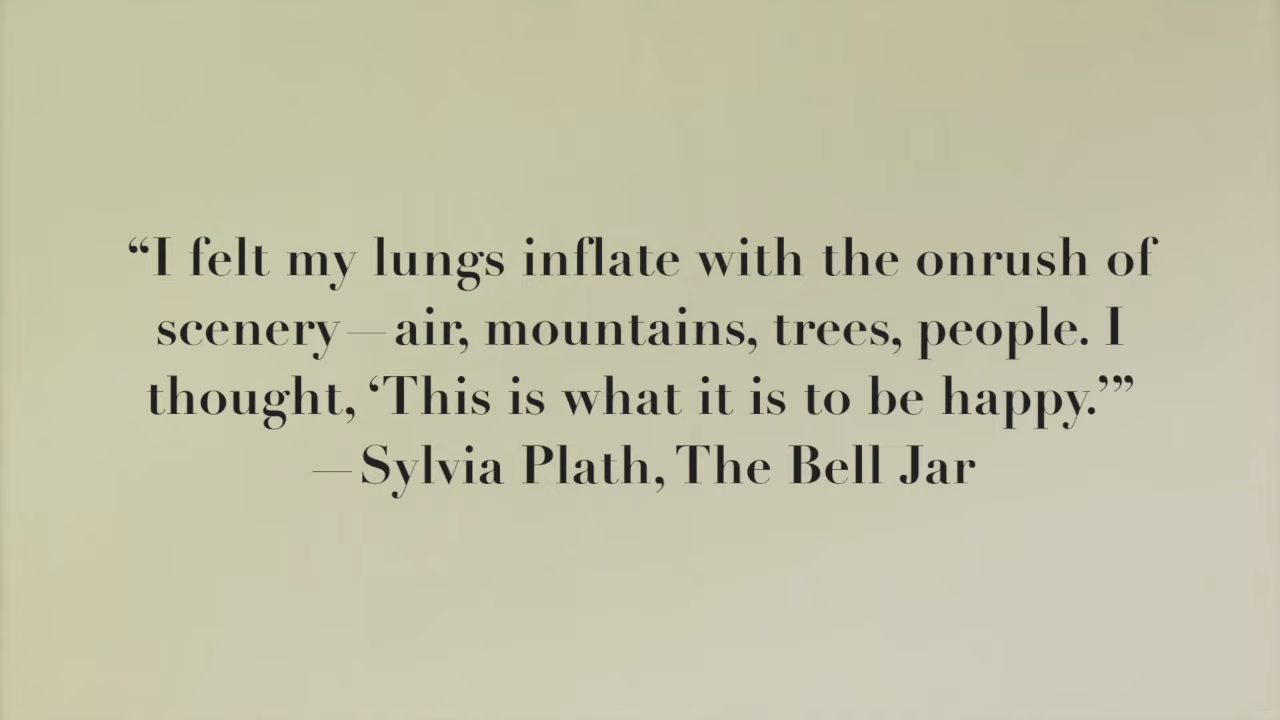 “I felt my lungs inflate with the onrush of
scenery—air, mountains, trees, people. I
thought, ‘This is what it is to be happy.’”
—Sylvia Plath, The Bell Jar